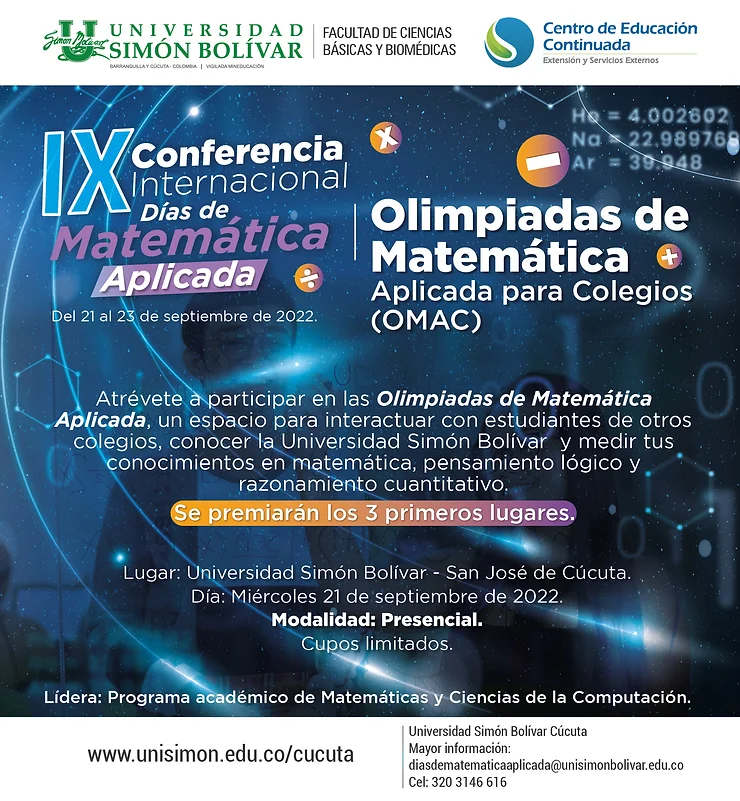 Simón Bolívar
UNIVERSIDAD
SIMÓN BOLÍVAR
BARRANQUILLA Y CÚCUTA - COLOMBIA | VIGILADA MINEDUCACIÓN
FACULTAD DE CIENCIAS
BÁSICAS Y BIOMÉDICAS
Centro de Educación
Continuada
Extensión y Servicios Externos
= 4.002602
Na = 22.989768
Ar = 39.948
IX Conferencia
Internacional
Días de
Matemática
Aplicada
Del 21 al 23 de septiembre de 2022.
Olimpiadas de
Matemática
Aplicada para Colegios
(OMAC)
Atrévete a participar en las Olimpiadas de Matemática
Aplicada, un espacio para interactuar con estudiantes de otros
colegios, conocer la Universidad Simón Bolívar y medir tus
conocimientos en matemática, pensamiento lógico y
razonamiento cuantitativo.
Se premiarán los 3 primeros lugares.
Lugar: Universidad Simón Bolívar - San José de Cúcuta.
Día: Miércoles 21 de septiembre de 2022.
Modalidad: Presencial.
Cupos limitados.
Lídera: Programa académico de Matemáticas y Ciencias de la Computación.
www.unisimon.edu.co/cucuta
Universidad Simón Bolívar Cúcuta
Mayor información:
diasdematematicaaplicada@unisimonbolivar.edu.co
Cel: 320 3146 616